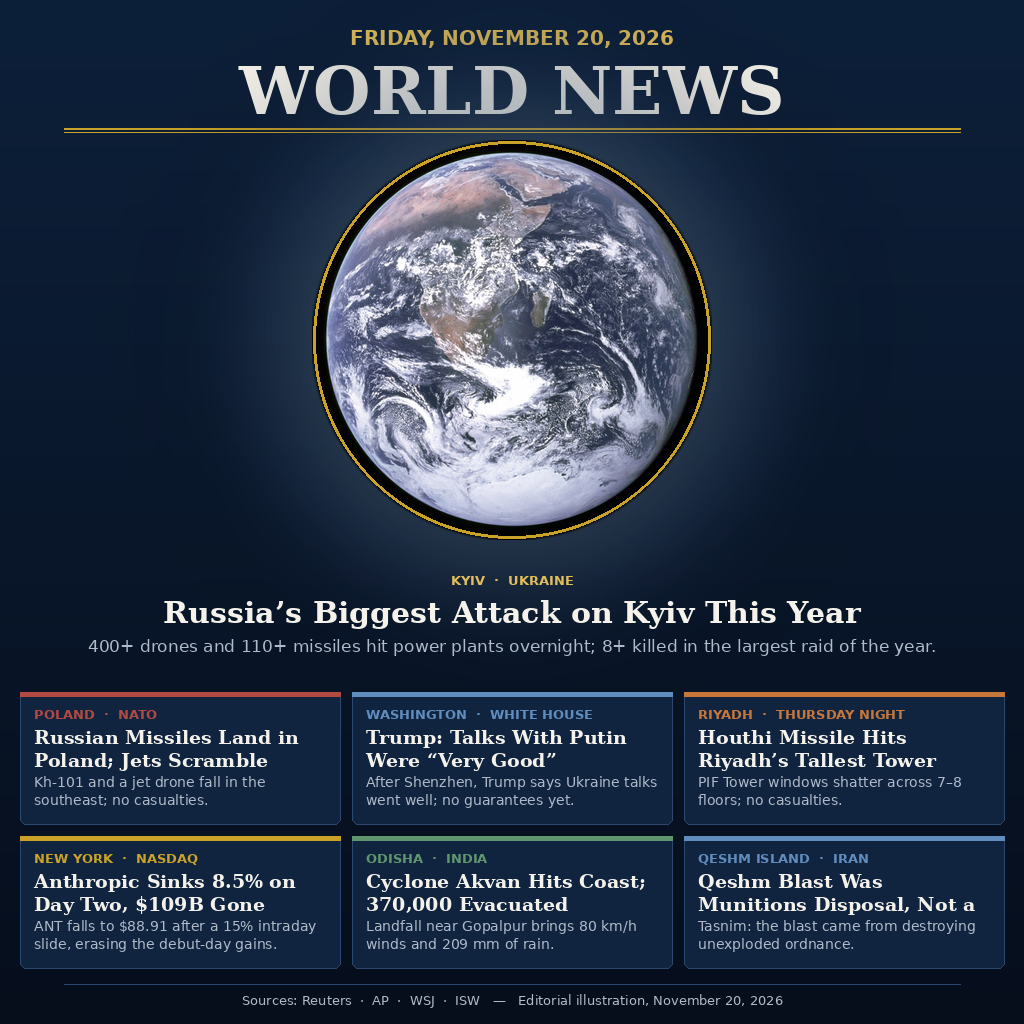 FRIDAY, NOVEMBER 20, 2026
WORLD NEWS
KYIV · UKRAINE
Russia’s Biggest Attack on Kyiv This Year
400+ drones and 110+ missiles hit power plants overnight; 8+ killed in the largest raid of the year.
POLAND · NATO
Russian Missiles Land in
Poland; Jets Scramble
Kh-101 and a jet drone fall in the
southeast; no casualties.
WASHINGTON · WHITE HOUSE
Trump: Talks With Putin
Were “Very Good”
After Shenzhen, Trump says Ukraine talks
went well; no guarantees yet.
RIYADH · THURSDAY NIGHT
Houthi Missile Hits
Riyadh’s Tallest Tower
PIF Tower windows shatter across 7–8
floors; no casualties.
NEW YORK · NASDAQ
Anthropic Sinks 8.5% on
Day Two, $109B Gone
ANT falls to $88.91 after a 15% intraday
slide, erasing the debut-day gains.
ODISHA · INDIA
Cyclone Akvan Hits Coast;
370,000 Evacuated
Landfall near Gopalpur brings 80 km/h
winds and 209 mm of rain.
QESHM ISLAND · IRAN
Qeshm Blast Was
Munitions Disposal, Not a
Tasnim: the blast came from destroying
unexploded ordnance.
Sources: Reuters · AP · WSJ · ISW — Editorial illustration, November 20, 2026